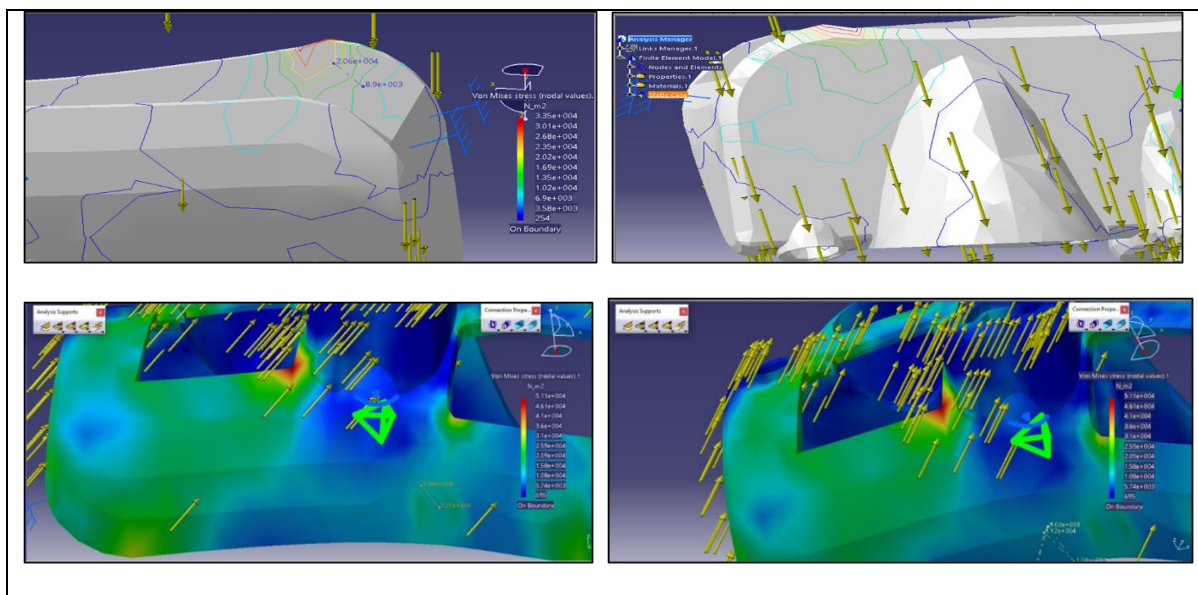 2.06e+004
8.9e+003
x
Von Mises stress (nodal values).
N_m2
3.35e+004
3.01e+004
2.68e+004
2.35e+004
2.02e+004
1.69e+004
1.35e+004
1.02e+004
6.9e+003
3.58e+003
254
On Boundary
Analysis Manager
Links Manager.1
Finite Element Model.1
Nodes and Elements
Properties.1
Materials.1
Static Case
Analysis Supports
Connection Prope...
Von Mises stress (nodal values).1
N_m2
5.11e+004
4.61e+004
4.1e+004
3.6e+004
3.1e+004
2.59e+004
2.09e+004
1.58e+004
1.08e+004
5.74e+003
695
On Boundary
Analysis Supports
Connection Prope...
Von Mises stress (nodal values).1
N_m2
5.11e+004
4.61e+004
4.1e+004
3.6e+004
3.1e+004
2.59e+004
2.09e+004
1.58e+004
1.08e+004
5.74e+003
695
On Boundary